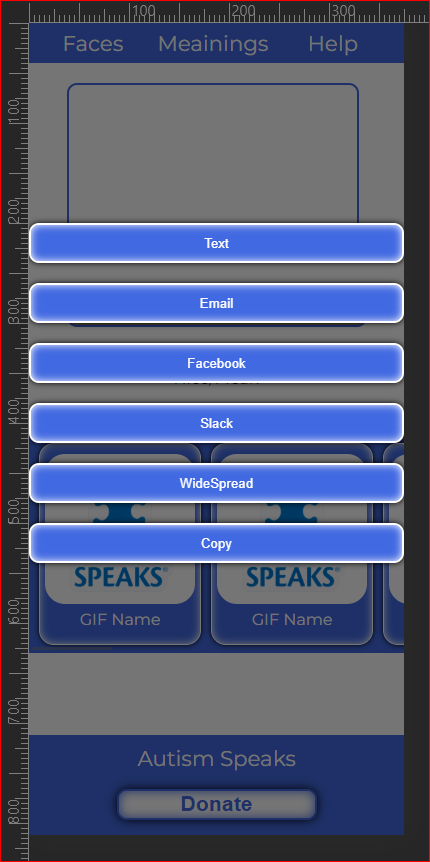 100
200
300
Faces
Meainings
Help
100
200
Text
Email
300
Facebook
400
Slack
WideSpread
500
Copy
SPEAKS
SPEAKS
GIF Name
GIF Name
600
700
Autism Speaks
Donate
800